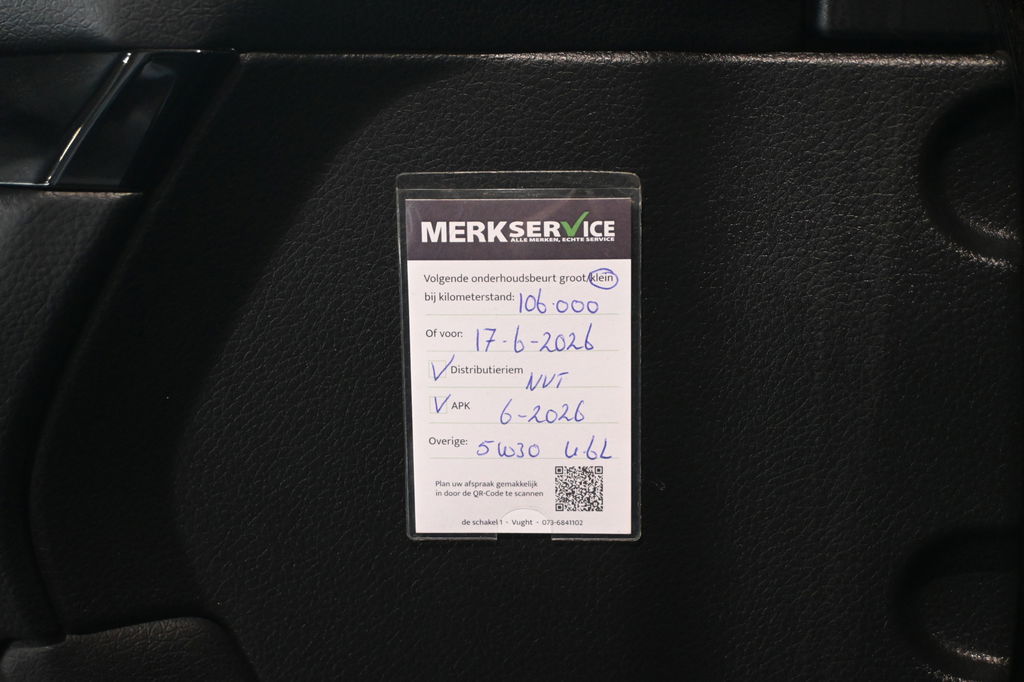 MERKSERVICE
ALLE MERKEN, ECHTE SERVICE
Volgende onderhoudsbeurt groot/klein
bij kilometerstand: 106.000
Of voor: 17-6-2026
Distributieriem NVT
APK 6-2026
Overige: 5W30 4.6L
Plan uw afspraak gemakkelijk
in door de QR-Code te scannen
de schakel 1 - Vught - 073-6841102